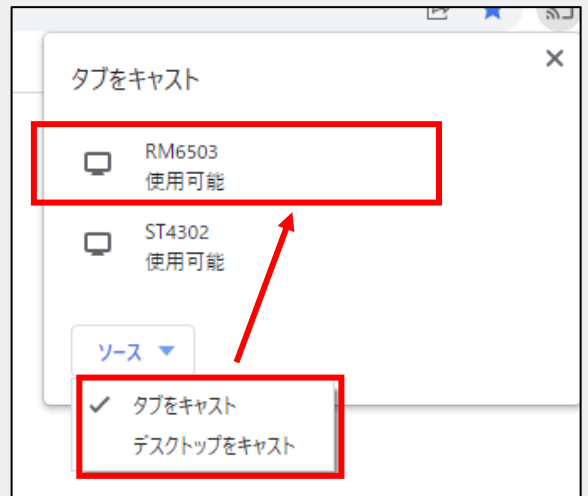 タブをキャスト
RM6503
使用可能
ST4302
使用可能
ソース
タブをキャスト
デスクトップをキャスト